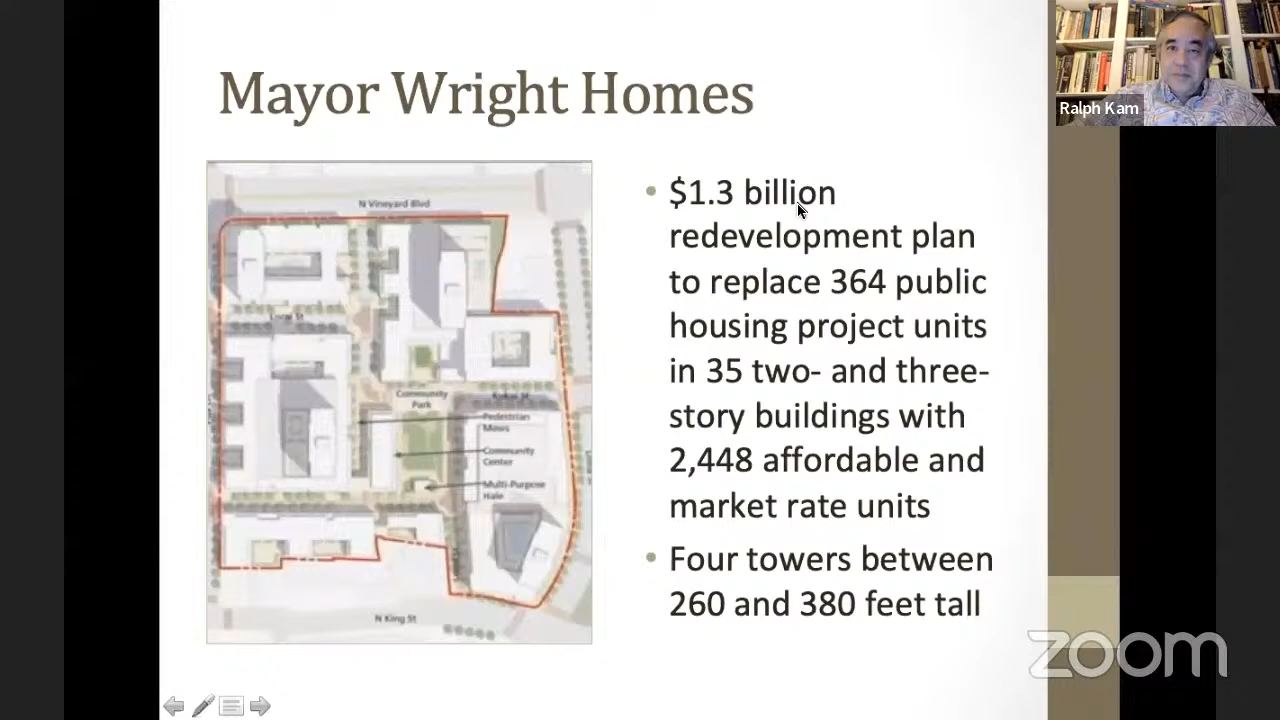 Mayor Wright Homes
Ralph Kam
N Vineyard Blvd
Community
Park
Pedestrian
Mews
Community
Center
Multi-Purpose
Hale
N King St
• $1.3 billion
redevelopment plan
to replace 364 public
housing project units
in 35 two- and three-
story buildings with
2,448 affordable and
market rate units
• Four towers between
260 and 380 feet tall
zoom